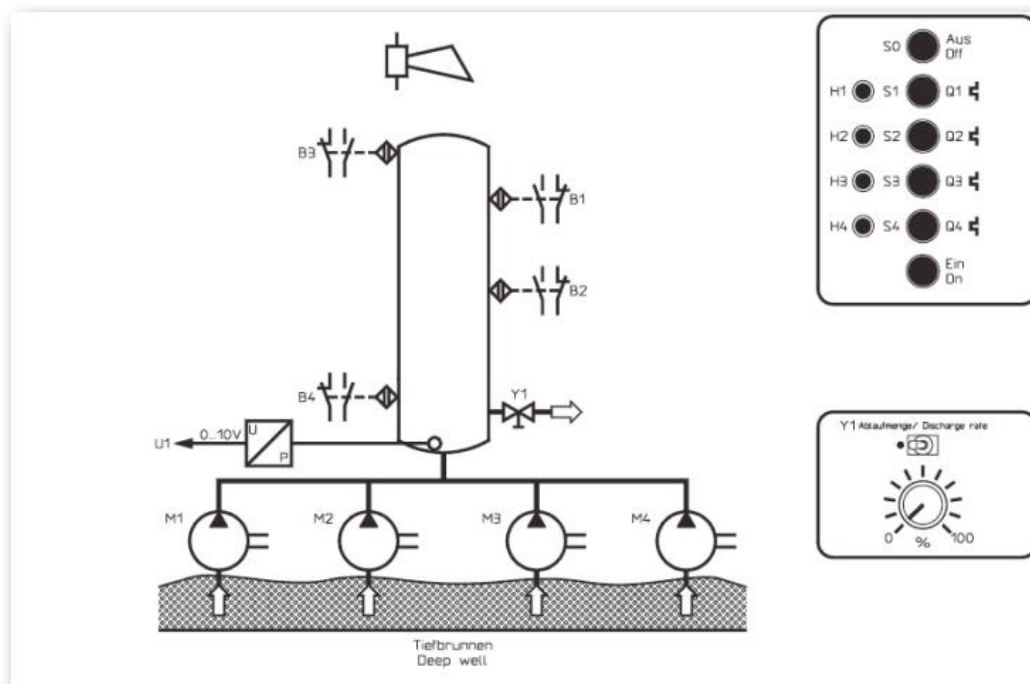 B3
B1
B2
B4
Y1
U1
0...10V
U
P
M1
M2
M3
M4
Tiefbrunnen
Deep well
S0 Aus
Off
H1 S1 Q1
H2 S2 Q2
H3 S3 Q3
H4 S4 Q4
Ein
On
Y1 Ablaufmenge/ Discharge rate
0 % 100